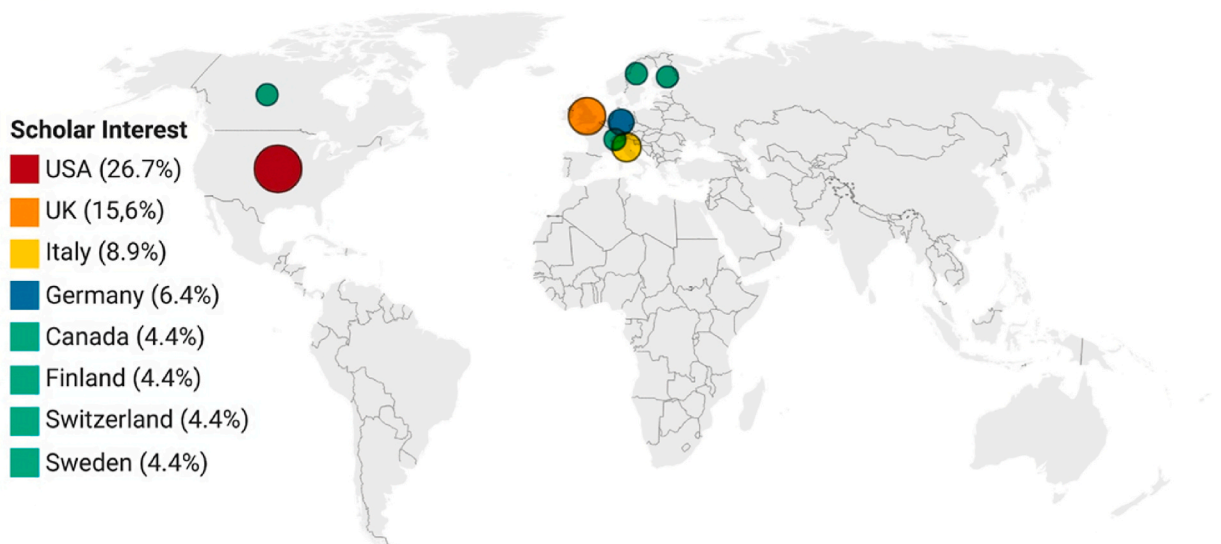 Scholar Interest
USA (26.7%)
UK (15,6%)
Italy (8.9%)
Germany (6.4%)
Canada (4.4%)
Finland (4.4%)
Switzerland (4.4%)
Sweden (4.4%)